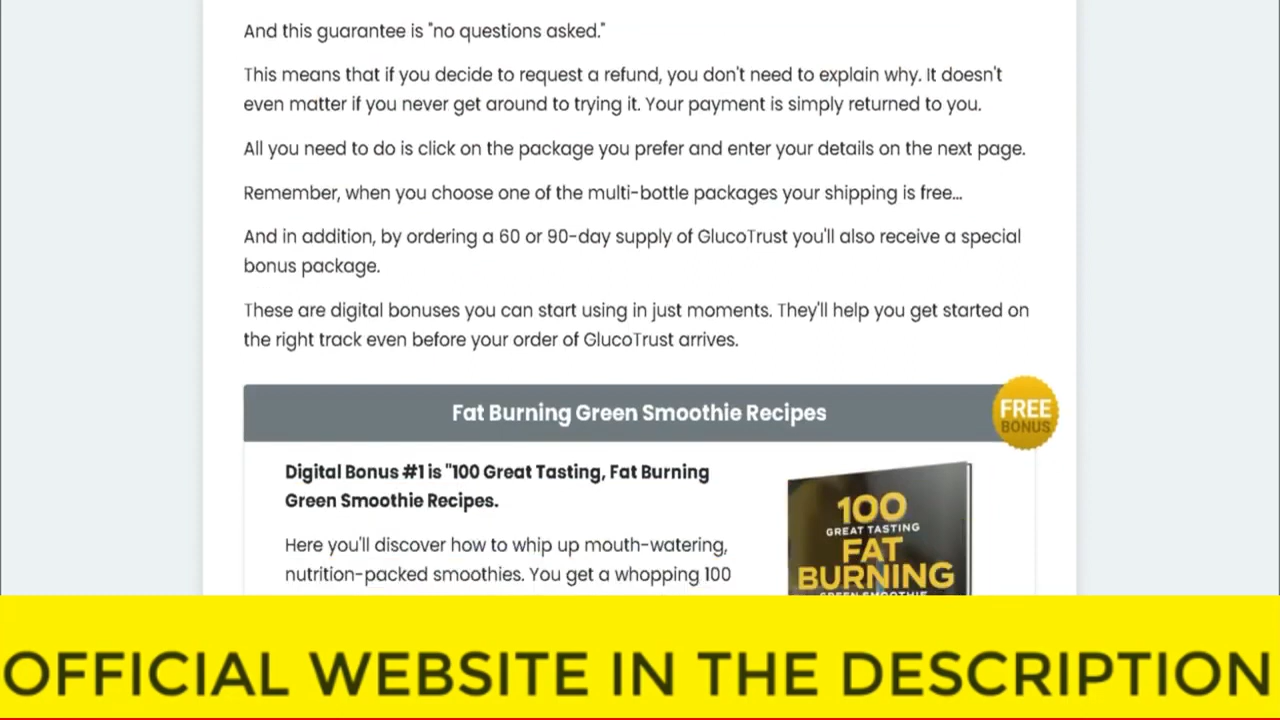 And this guarantee is "no questions asked."
This means that if you decide to request a refund, you don't need to explain why. It doesn't
even matter if you never get around to trying it. Your payment is simply returned to you.
All you need to do is click on the package you prefer and enter your details on the next page.
Remember, when you choose one of the multi-bottle packages your shipping is free...
And in addition, by ordering a 60 or 90-day supply of GlucoTrust you'll also receive a special
bonus package.
These are digital bonuses you can start using in just moments. They'll help you get started on
the right track even before your order of GlucoTrust arrives.
Fat Burning Green Smoothie Recipes
FREE
BONUS
Digital Bonus #1 is "100 Great Tasting, Fat Burning
Green Smoothie Recipes.
Here you'll discover how to whip up mouth-watering,
nutrition-packed smoothies. You get a whopping 100
100
GREAT TASTING
FAT
BURNING
GREEN SMOOTHIE
OFFICIAL WEBSITE IN THE DESCRIPTION